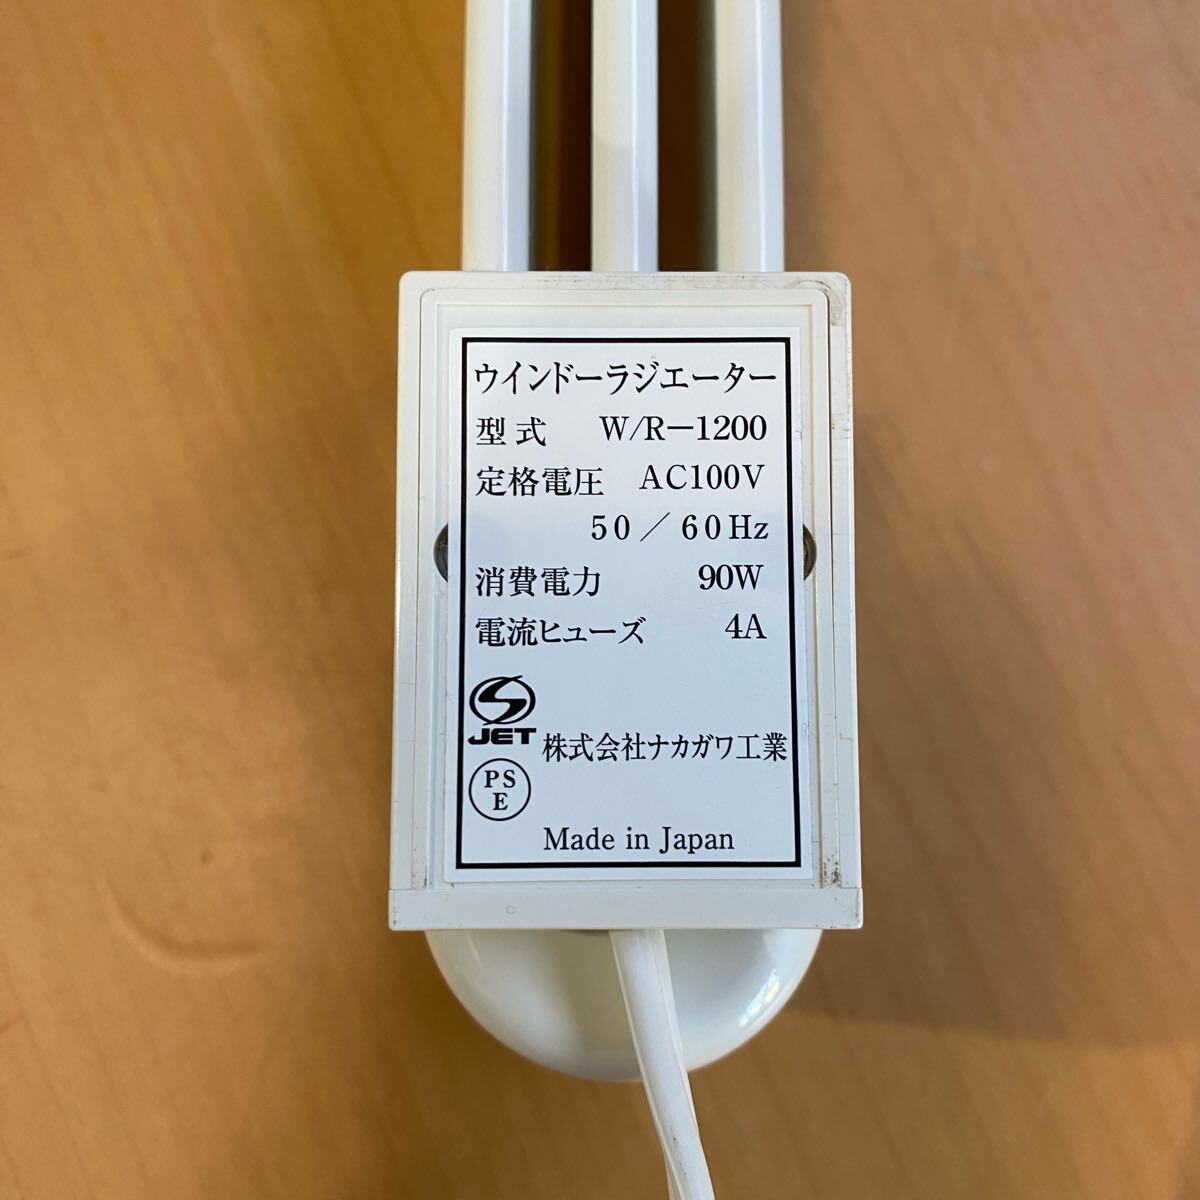 ウインドーラジエーター
型式 W/R-1200
定格電圧 AC100V
50／60Hz
消費電力 90W
電流ヒューズ 4A
JET
株式会社ナカガワ工業
PS
E
Made in Japan